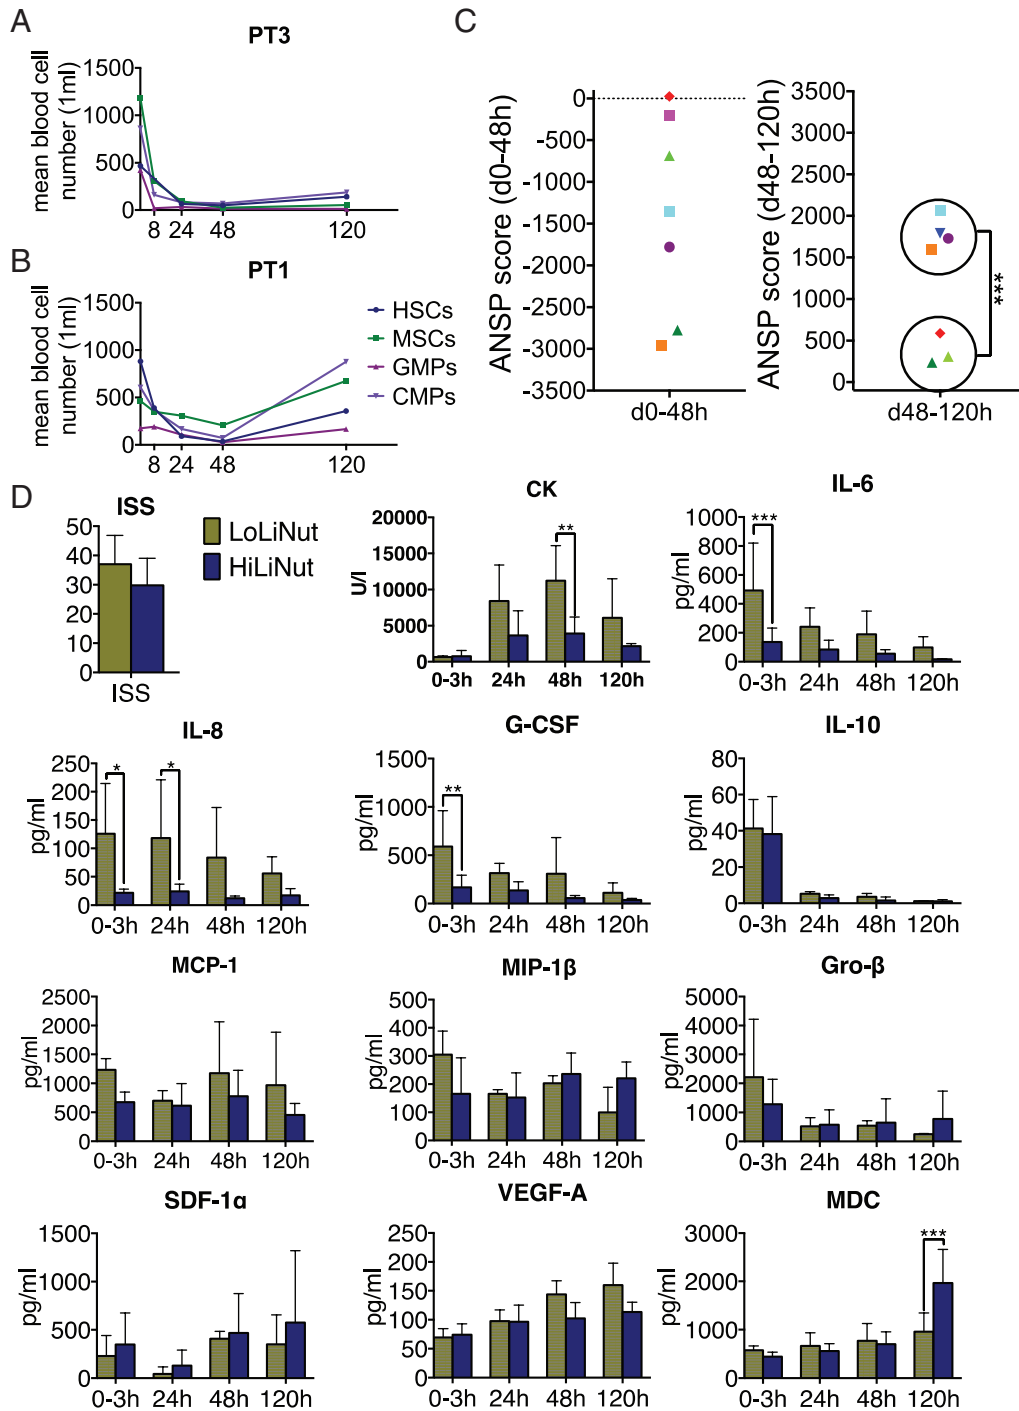 A
PT3
mean blood cell
number (1ml)
1500
1000
500
0
8 24 48 120
B
PT1
mean blood cell
number (1ml)
1500
1000
500
0
8 24 48 120
HSCs
MSCs
GMPs
CMPs
C
ANSP score (d0-48h)
0
-500
-1000
-1500
-2000
-2500
-3000
-3500
d0-48h
ANSP score (d48-120h)
3500
3000
2500
2000
1500
1000
500
0
***
d48-120h
D
ISS
50
40
30
20
10
0
ISS
LoLiNut
HiLiNut
CK
U/l
20000
15000
10000
5000
0
**
0-3h 24h 48h 120h
IL-6
pg/ml
1000
800
600
400
200
0
***
0-3h 24h 48h 120h
IL-8
pg/ml
250
200
150
100
50
0
* *
0-3h 24h 48h 120h
G-CSF
pg/ml
1500
1000
500
0
**
0-3h 24h 48h 120h
IL-10
pg/ml
80
60
40
20
0
0-3h 24h 48h 120h
MCP-1
pg/ml
2500
2000
1500
1000
500
0
0-3h 24h 48h 120h
MIP-1β
pg/ml
500
400
300
200
100
0
0-3h 24h 48h 120h
Gro-β
pg/ml
5000
4000
3000
2000
1000
0
0-3h 24h 48h 120h
SDF-1α
pg/ml
1500
1000
500
0
0-3h 24h 48h 120h
VEGF-A
pg/ml
250
200
150
100
50
0
0-3h 24h 48h 120h
MDC
pg/ml
3000
2000
1000
0
***
0-3h 24h 48h 120h